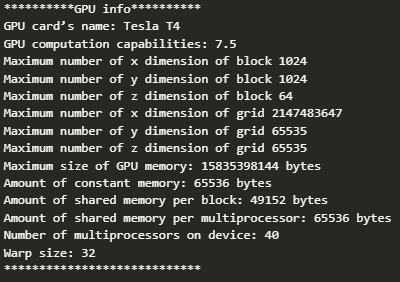 **********GPU info**********
GPU card’s name: Tesla T4
GPU computation capabilities: 7.5
Maximum number of x dimension of block 1024
Maximum number of y dimension of block 1024
Maximum number of z dimension of block 64
Maximum number of x dimension of grid 2147483647
Maximum number of y dimension of grid 65535
Maximum number of z dimension of grid 65535
Maximum size of GPU memory: 15835398144 bytes
Amount of constant memory: 65536 bytes
Amount of shared memory per block: 49152 bytes
Amount of shared memory per multiprocessor: 65536 bytes
Number of multiprocessors on device: 40
Warp size: 32
****************************